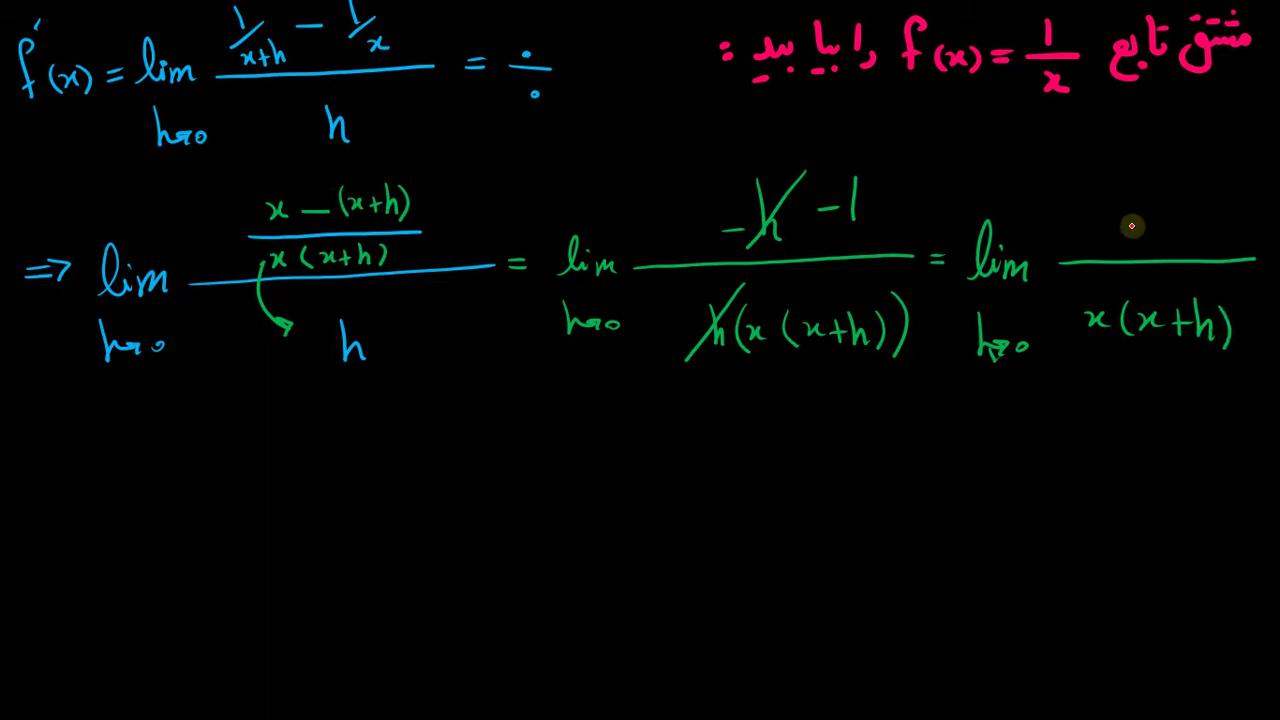 مشتق تابع f(x) = 1/x را بیابید :
f'(x) = lim h→0 (1/(x+h) - 1/x) / h = 0/0
⇒ lim h→0 ((x - (x+h)) / (x(x+h))) / h = lim h→0 -h -1 / h(x(x+h)) = lim h→0 / x(x+h)